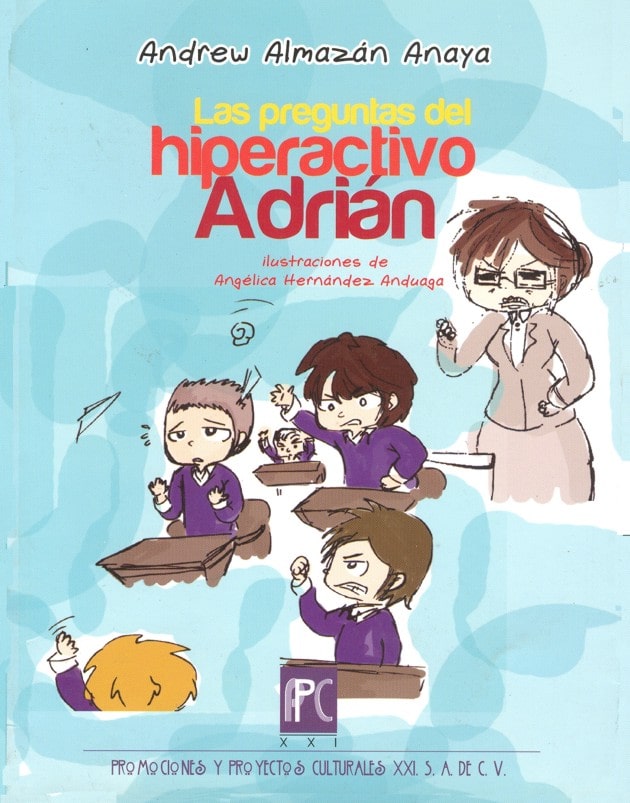 Andrew Almazán Anaya
Las preguntas del
hiperactivo
Adrián
ilustraciones de
Angélica Hernández Anduaga
APC
XXI
PROMOCIONES Y PROYECTOS CULTURALES XXI. S. A. DE C. V.